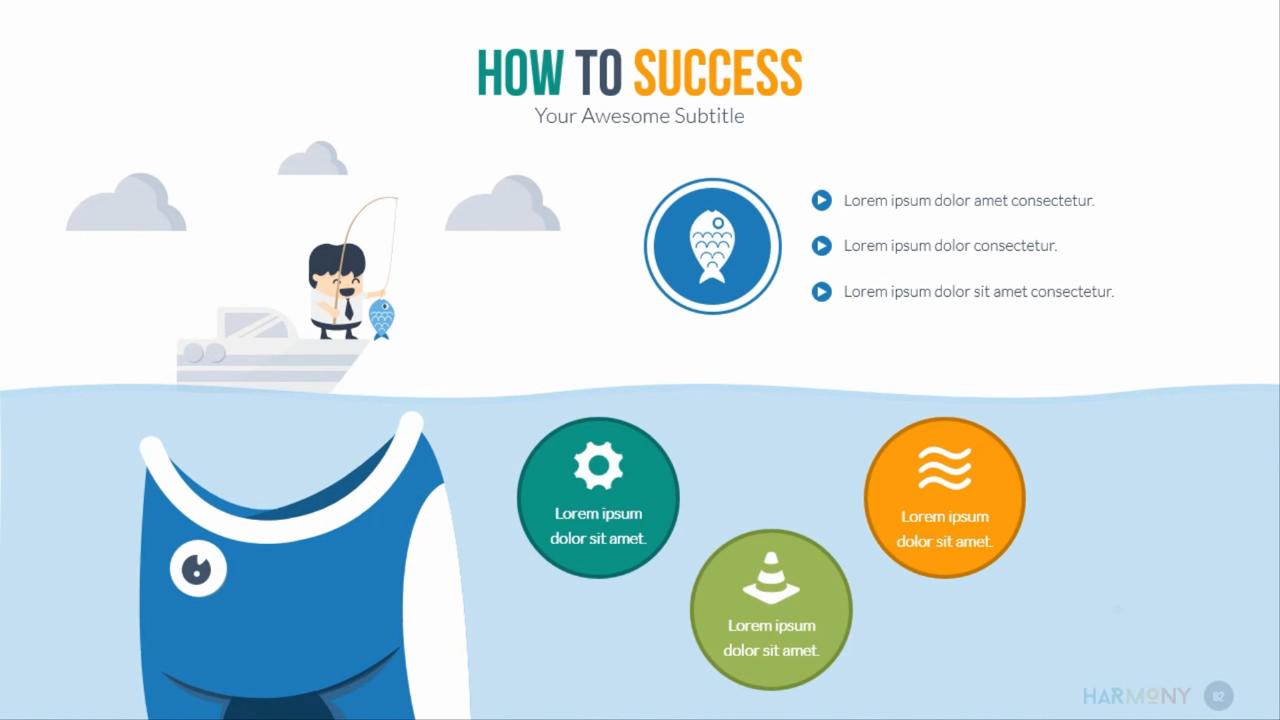 HOW TO SUCCESS
Your Awesome Subtitle
Lorem ipsum dolor amet consectetur.
Lorem ipsum dolor consectetur.
Lorem ipsum dolor sit amet consectetur.
Lorem ipsum
dolor sit amet.
Lorem ipsum
dolor sit amet.
Lorem ipsum
dolor sit amet.
HARMONY 82